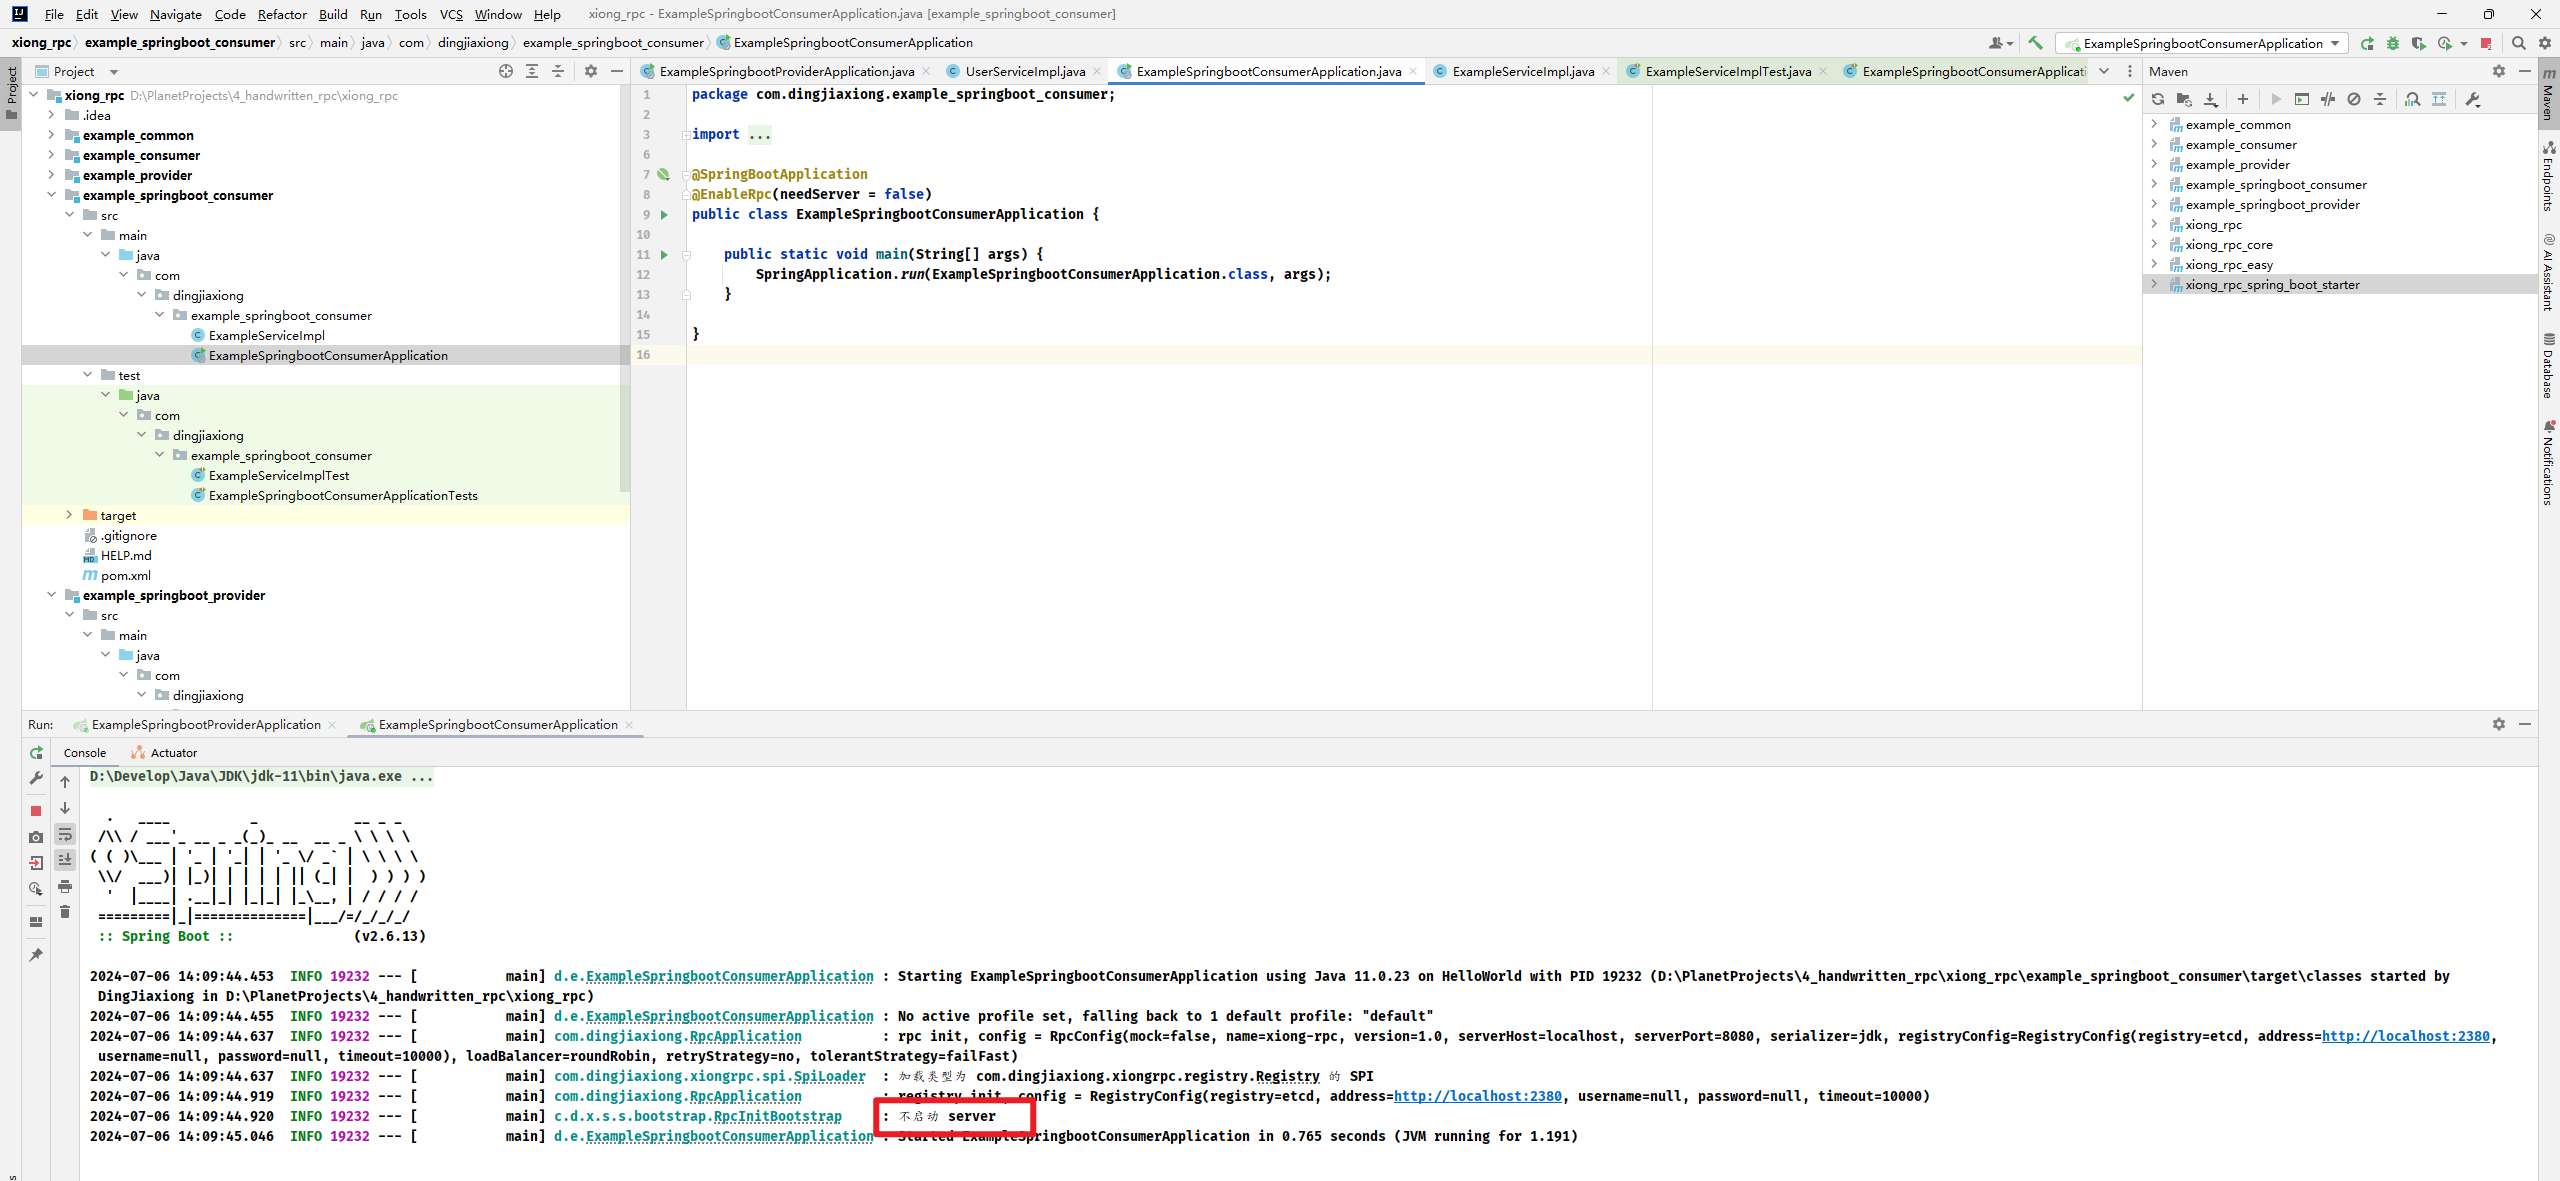 File Edit View Navigate Code Refactor Build Run Tools VCS Window Help xiong_rpc - ExampleSpringbootConsumerApplication.java [example_springboot_consumer]
xiong_rpc example_springboot_consumer src main java com dingjiaxiong example_springboot_consumer ExampleSpringbootConsumerApplication
ExampleSpringbootConsumerApplication
Project
Project
ExampleSpringbootProviderApplication.java UserServiceImpl.java ExampleSpringbootConsumerApplication.java ExampleServiceImpl.java ExampleServiceImplTest.java ExampleSpringbootConsumerApplicati
xiong_rpc D:\PlanetProjects\4_handwritten_rpc\xiong_rpc
.idea
example_common
example_consumer
example_provider
example_springboot_consumer
src
main
java
com
dingjiaxiong
example_springboot_consumer
ExampleServiceImpl
ExampleSpringbootConsumerApplication
test
java
com
dingjiaxiong
example_springboot_consumer
ExampleServiceImplTest
ExampleSpringbootConsumerApplicationTests
target
.gitignore
HELP.md
pom.xml
example_springboot_provider
src
main
java
com
dingjiaxiong
1 package com.dingjiaxiong.example_springboot_consumer;
2
3 import ...
6
7 @SpringBootApplication
8 @EnableRpc(needServer = false)
9 public class ExampleSpringbootConsumerApplication {
10
11 public static void main(String[] args) {
12 SpringApplication.run(ExampleSpringbootConsumerApplication.class, args);
13 }
14
15 }
16
Maven
example_common
example_consumer
example_provider
example_springboot_consumer
example_springboot_provider
xiong_rpc
xiong_rpc_core
xiong_rpc_easy
xiong_rpc_spring_boot_starter
Maven
Endpoints
AI Assistant
Database
Notifications
Run: ExampleSpringbootProviderApplication ExampleSpringbootConsumerApplication
Console Actuator
D:\Develop\Java\JDK\jdk-11\bin\java.exe ...
  .   ____          _            __ _ _
 /\\ / ___'_ __ _ _(_)_ __  __ _ \ \ \ \
( ( )\___ | '_ | '_| | '_ \/ _` | \ \ \ \
 \\/  ___)| |_)| | | | | || (_| |  ) ) ) )
  '  |____| .__|_| |_|_| |_\__, | / / / /
 =========|_|==============|___/=/_/_/_/
:: Spring Boot :: (v2.6.13)
2024-07-06 14:09:44.453 INFO 19232 --- [ main] d.e.ExampleSpringbootConsumerApplication : Starting ExampleSpringbootConsumerApplication using Java 11.0.23 on HelloWorld with PID 19232 (D:\PlanetProjects\4_handwritten_rpc\xiong_rpc\example_springboot_consumer\target\classes started by
DingJiaxiong in D:\PlanetProjects\4_handwritten_rpc\xiong_rpc)
2024-07-06 14:09:44.455 INFO 19232 --- [ main] d.e.ExampleSpringbootConsumerApplication : No active profile set, falling back to 1 default profile: "default"
2024-07-06 14:09:44.637 INFO 19232 --- [ main] com.dingjiaxiong.RpcApplication : rpc init, config = RpcConfig(mock=false, name=xiong-rpc, version=1.0, serverHost=localhost, serverPort=8080, serializer=jdk, registryConfig=RegistryConfig(registry=etcd, address=http://localhost:2380,
username=null, password=null, timeout=10000), loadBalancer=roundRobin, retryStrategy=no, tolerantStrategy=failFast)
2024-07-06 14:09:44.637 INFO 19232 --- [ main] com.dingjiaxiong.xiongrpc.spi.SpiLoader : 加载类型为 com.dingjiaxiong.xiongrpc.registry.Registry 的 SPI
2024-07-06 14:09:44.919 INFO 19232 --- [ main] com.dingjiaxiong.RpcApplication : registry init, config = RegistryConfig(registry=etcd, address=http://localhost:2380, username=null, password=null, timeout=10000)
2024-07-06 14:09:44.920 INFO 19232 --- [ main] c.d.x.s.s.bootstrap.RpcInitBootstrap : 不启动 server
2024-07-06 14:09:45.046 INFO 19232 --- [ main] d.e.ExampleSpringbootConsumerApplication : Started ExampleSpringbootConsumerApplication in 0.765 seconds (JVM running for 1.191)